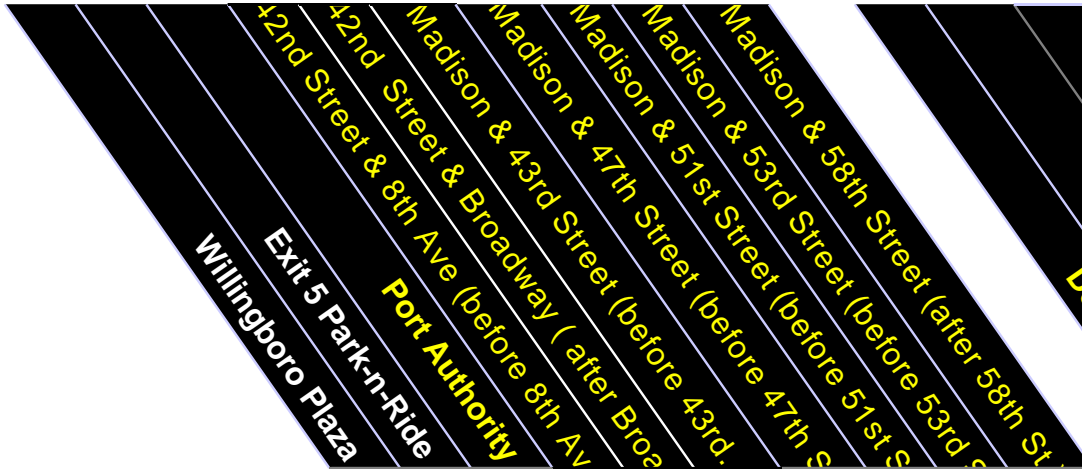 Willingboro Plaza
Exit 5 Park-n-Ride
Port Authority
42nd Street & 8th Ave (before 8th Av
42nd Street & Broadway ( after Broa
Madison & 43rd Street (before 43rd.
Madison & 47th Street (before 47th S
Madison & 51st Street (before 51st S
Madison & 53rd Street (before 53rd S
Madison & 58th Street (after 58th St